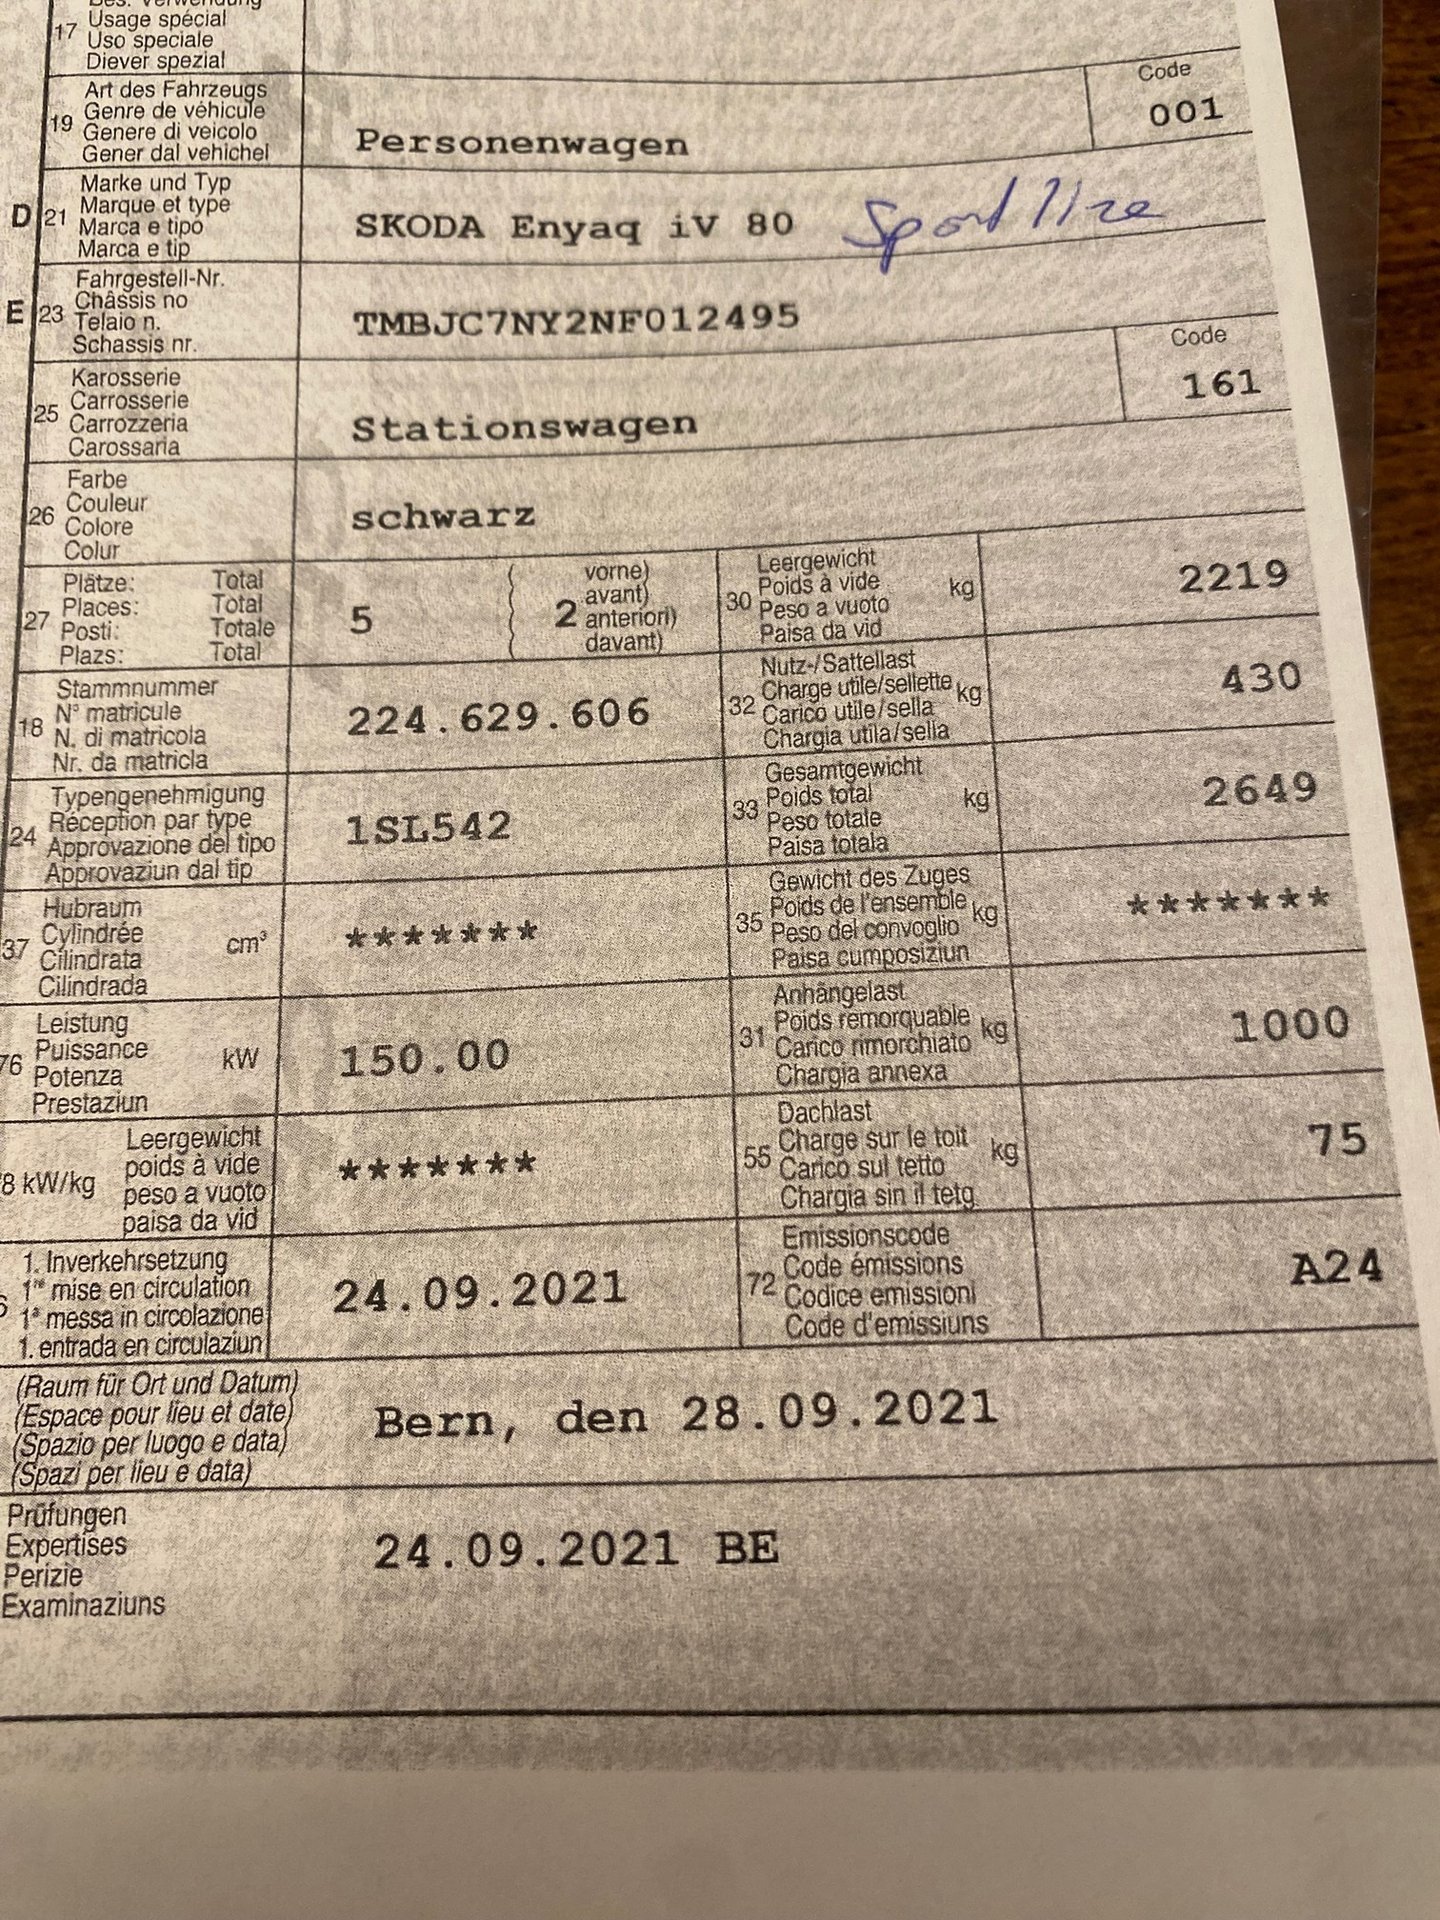 17 Usage spécial
Uso speciale
Diever spezial
19 Art des Fahrzeugs
Genre de véhicule
Genere di veicolo
Gener dal vehichel
Personenwagen
Code
001
D 21 Marke und Typ
Marque et type
Marca e tipo
Marca e tip
SKODA Enyaq iV 80 Sportline
E 23 Fahrgestell-Nr.
Châssis no
Telaio n.
Schassis nr.
TMBJC7NY2NF012495
25 Karosserie
Carrosserie
Carrozzeria
Carossaria
Stationswagen
Code
161
26 Farbe
Couleur
Colore
Colur
schwarz
27 Plätze: Total
Places: Total
Posti: Totale
Plazs: Total
5
( vorne)
( 2 avant)
( anteriori)
( davant)
30 Leergewicht
Poids à vide kg
Peso a vuoto
Paisa da vid
2219
18 Stammnummer
N° matricule
N. di matricola
Nr. da matricla
224.629.606
32 Nutz-/Sattellast
Charge utile/sellette kg
Carico utile/sella
Chargia utila/sella
430
24 Typengenehmigung
Réception par type
Approvazione del tipo
Approvaziun dal tip
1SL542
33 Gesamtgewicht
Poids total kg
Peso totale
Paisa totala
2649
37 Hubraum
Cylindrée cm³
Cilindrata
Cilindrada
*******
35 Gewicht des Zuges
Poids de l'ensemble kg
Peso del convoglio
Paisa cumposiziun
*******
76 Leistung
Puissance kW
Potenza
Prestaziun
150.00
31 Anhängelast
Poids remorquable kg
Carico rimorchiato
Chargia annexa
1000
8 kW/kg Leergewicht
poids à vide
peso a vuoto
paisa da vid
*******
55 Dachlast
Charge sur le toit kg
Carico sul tetto
Chargia sin il tetg
75
6 1. Inverkehrsetzung
1re mise en circulation
1a messa in circolazione
1. entrada en circulaziun
24.09.2021
72 Emissionscode
Code émissions
Codice emissioni
Code d'emissiuns
A24
(Raum für Ort und Datum)
(Espace pour lieu et date)
(Spazio per luogo e data)
(Spazi per lieu e data)
Bern, den 28.09.2021
Prüfungen
Expertises
Perizie
Examinaziuns
24.09.2021 BE